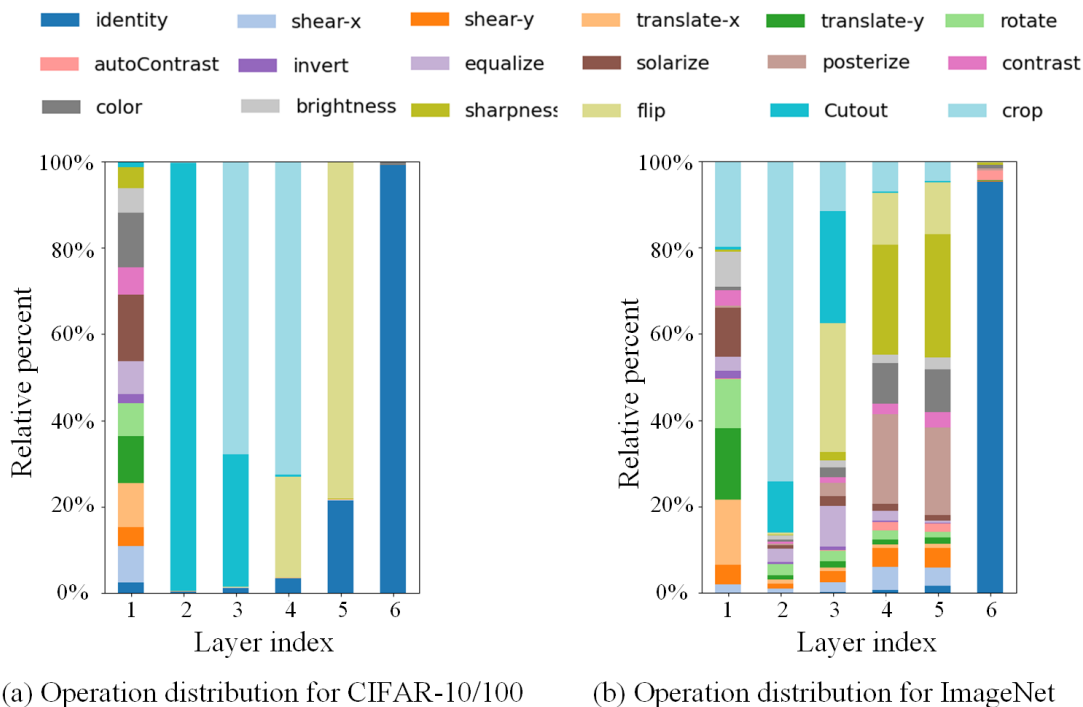 identity shear-x shear-y translate-x translate-y rotate
autoContrast invert equalize solarize posterize contrast
color brightness sharpness flip Cutout crop
100%
80%
60%
40%
20%
0%
Relative percent
1 2 3 4 5 6
Layer index
(a) Operation distribution for CIFAR-10/100
100%
80%
60%
40%
20%
0%
Relative percent
1 2 3 4 5 6
Layer index
(b) Operation distribution for ImageNet